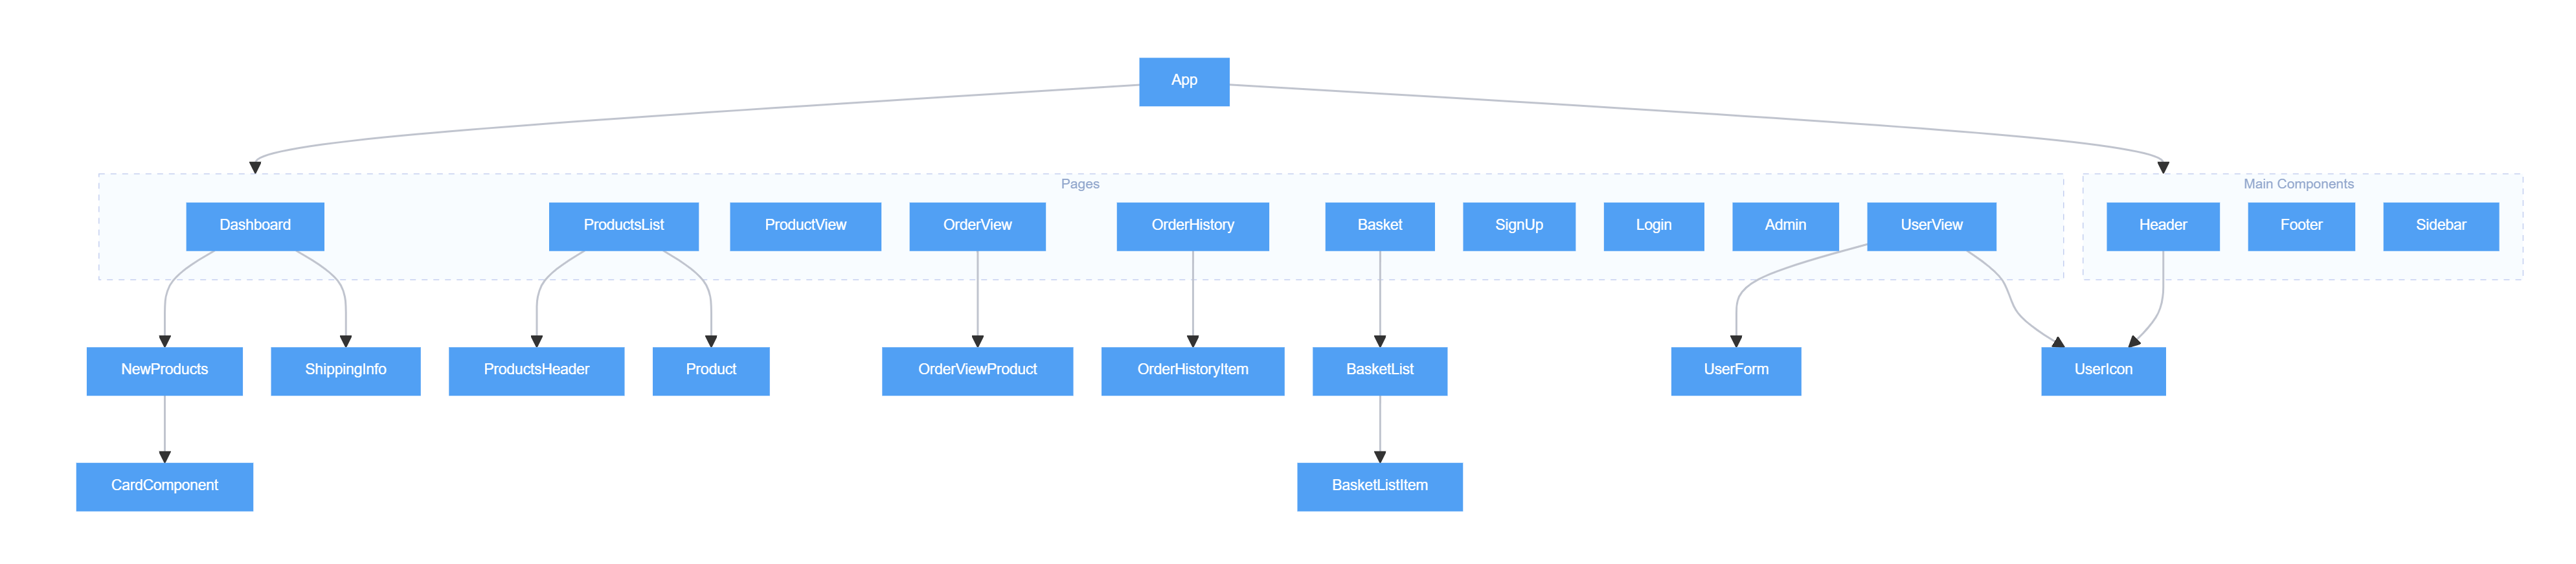 App
Pages
Main Components
Dashboard
ProductsList
ProductView
OrderView
OrderHistory
Basket
SignUp
Login
Admin
UserView
Header
Footer
Sidebar
NewProducts
ShippingInfo
ProductsHeader
Product
OrderViewProduct
OrderHistoryItem
BasketList
UserForm
UserIcon
CardComponent
BasketListItem